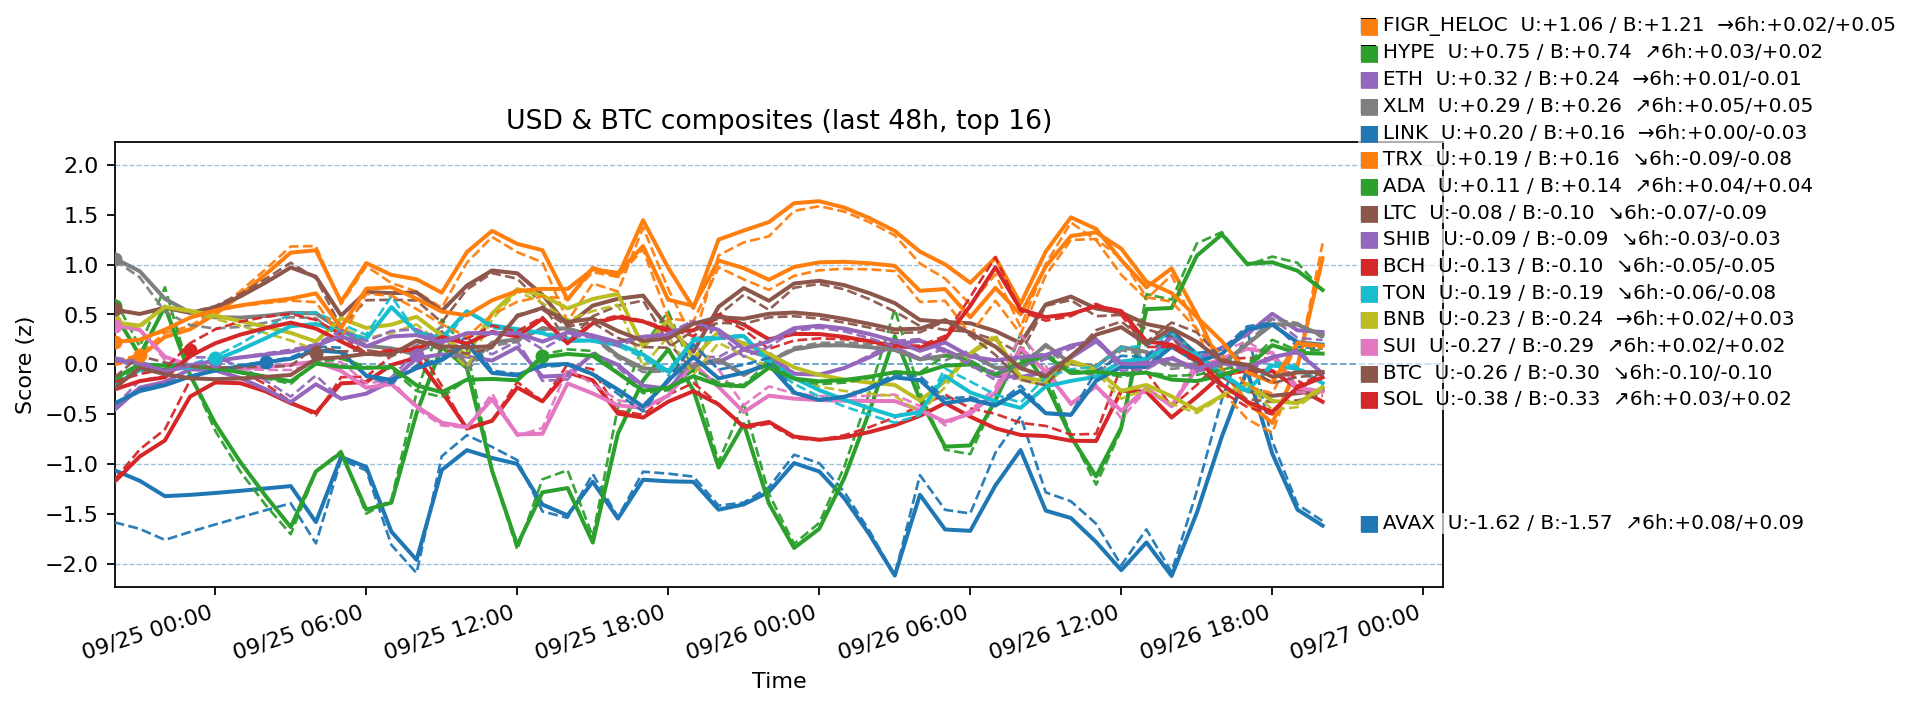 FIGR_HELOC U:+1.06 / B:+1.21 →6h:+0.02/+0.05
HYPE U:+0.75 / B:+0.74 ↗6h:+0.03/+0.02
ETH U:+0.32 / B:+0.24 →6h:+0.01/-0.01
XLM U:+0.29 / B:+0.26 ↗6h:+0.05/+0.05
LINK U:+0.20 / B:+0.16 →6h:+0.00/-0.03
TRX U:+0.19 / B:+0.16 ↘6h:-0.09/-0.08
ADA U:+0.11 / B:+0.14 ↗6h:+0.04/+0.04
LTC U:-0.08 / B:-0.10 ↘6h:-0.07/-0.09
SHIB U:-0.09 / B:-0.09 ↘6h:-0.03/-0.03
BCH U:-0.13 / B:-0.10 ↘6h:-0.05/-0.05
TON U:-0.19 / B:-0.19 ↘6h:-0.06/-0.08
BNB U:-0.23 / B:-0.24 →6h:+0.02/+0.03
SUI U:-0.27 / B:-0.29 ↗6h:+0.02/+0.02
BTC U:-0.26 / B:-0.30 ↘6h:-0.10/-0.10
SOL U:-0.38 / B:-0.33 ↗6h:+0.03/+0.02
AVAX U:-1.62 / B:-1.57 ↗6h:+0.08/+0.09
USD & BTC composites (last 48h, top 16)
Score (z)
2.0
1.5
1.0
0.5
0.0
−0.5
−1.0
−1.5
−2.0
09/25 00:00
09/25 06:00
09/25 12:00
09/25 18:00
09/26 00:00
09/26 06:00
09/26 12:00
09/26 18:00
09/27 00:00
Time